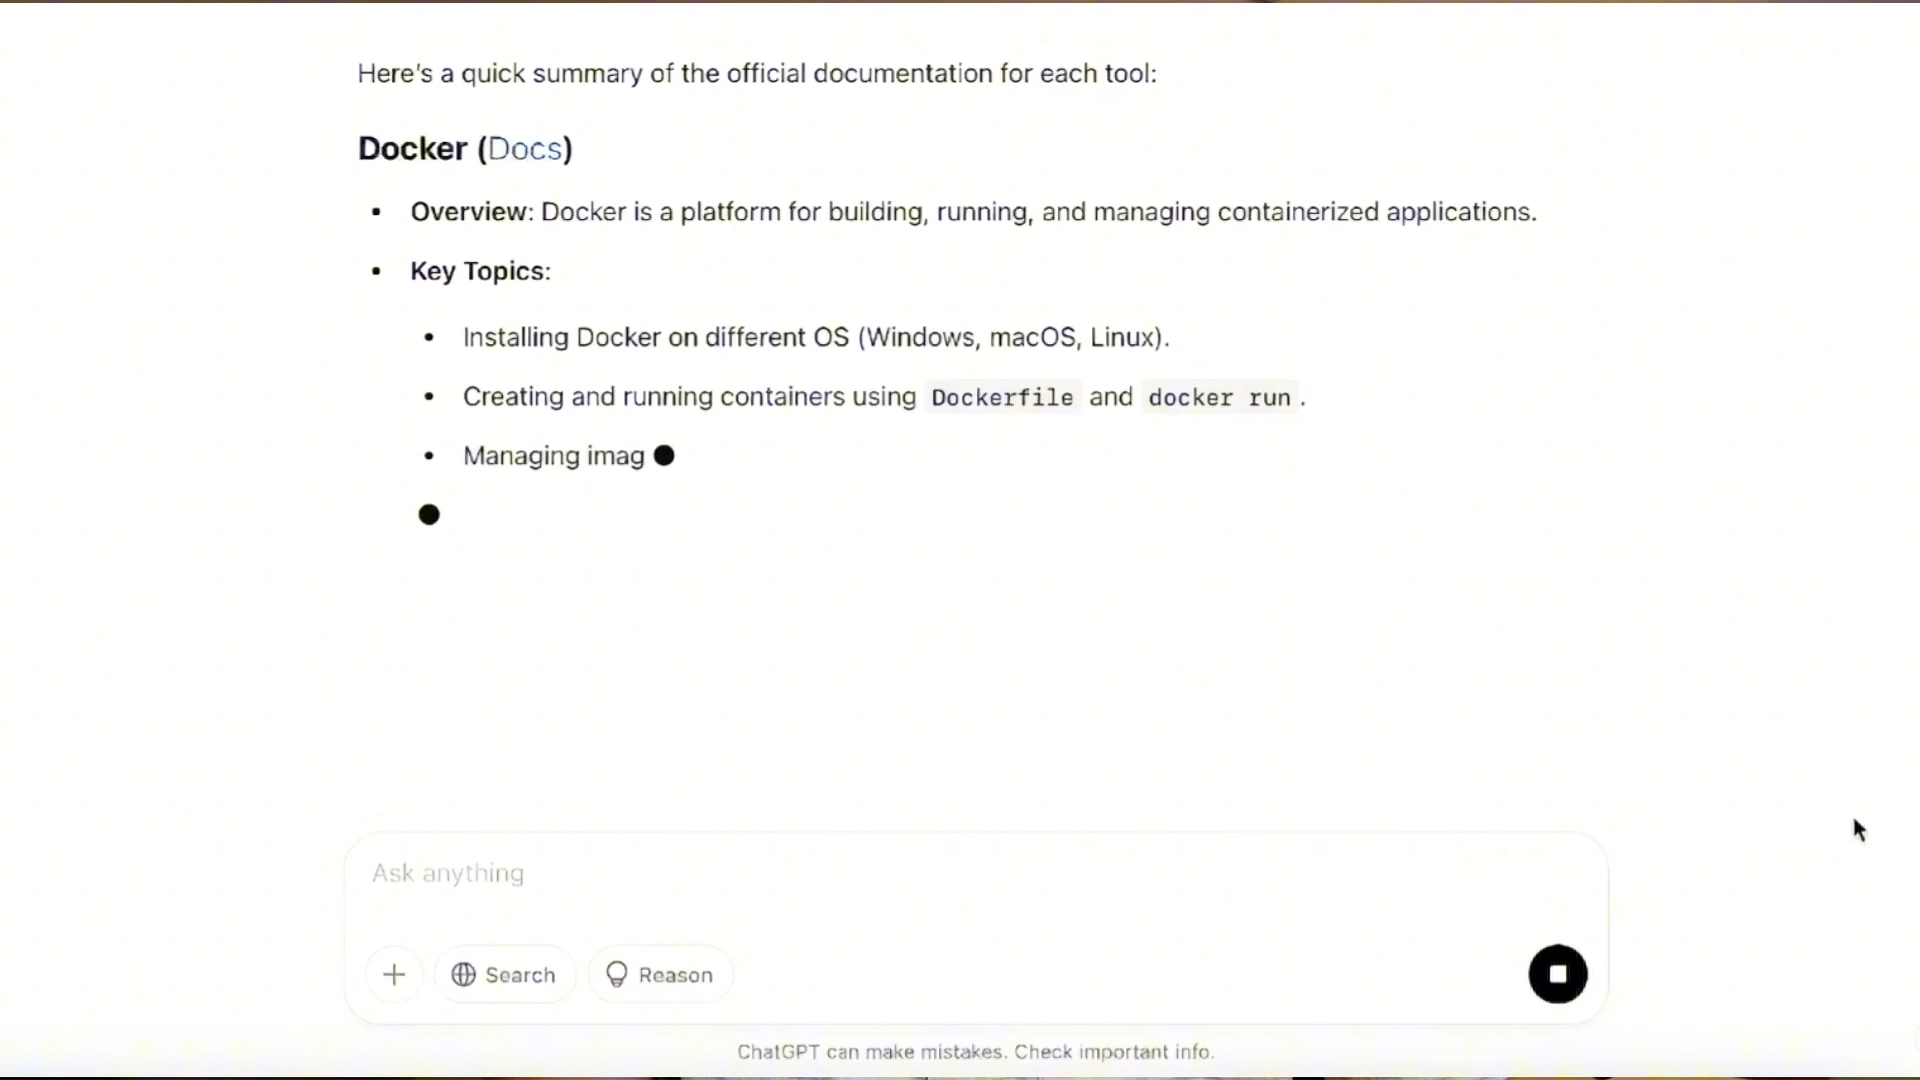 Here's a quick summary of the official documentation for each tool:
Docker (Docs)
• Overview: Docker is a platform for building, running, and managing containerized applications.
• Key Topics:
• Installing Docker on different OS (Windows, macOS, Linux).
• Creating and running containers using Dockerfile and docker run.
• Managing imag
Ask anything
Search
Reason
ChatGPT can make mistakes. Check important info.